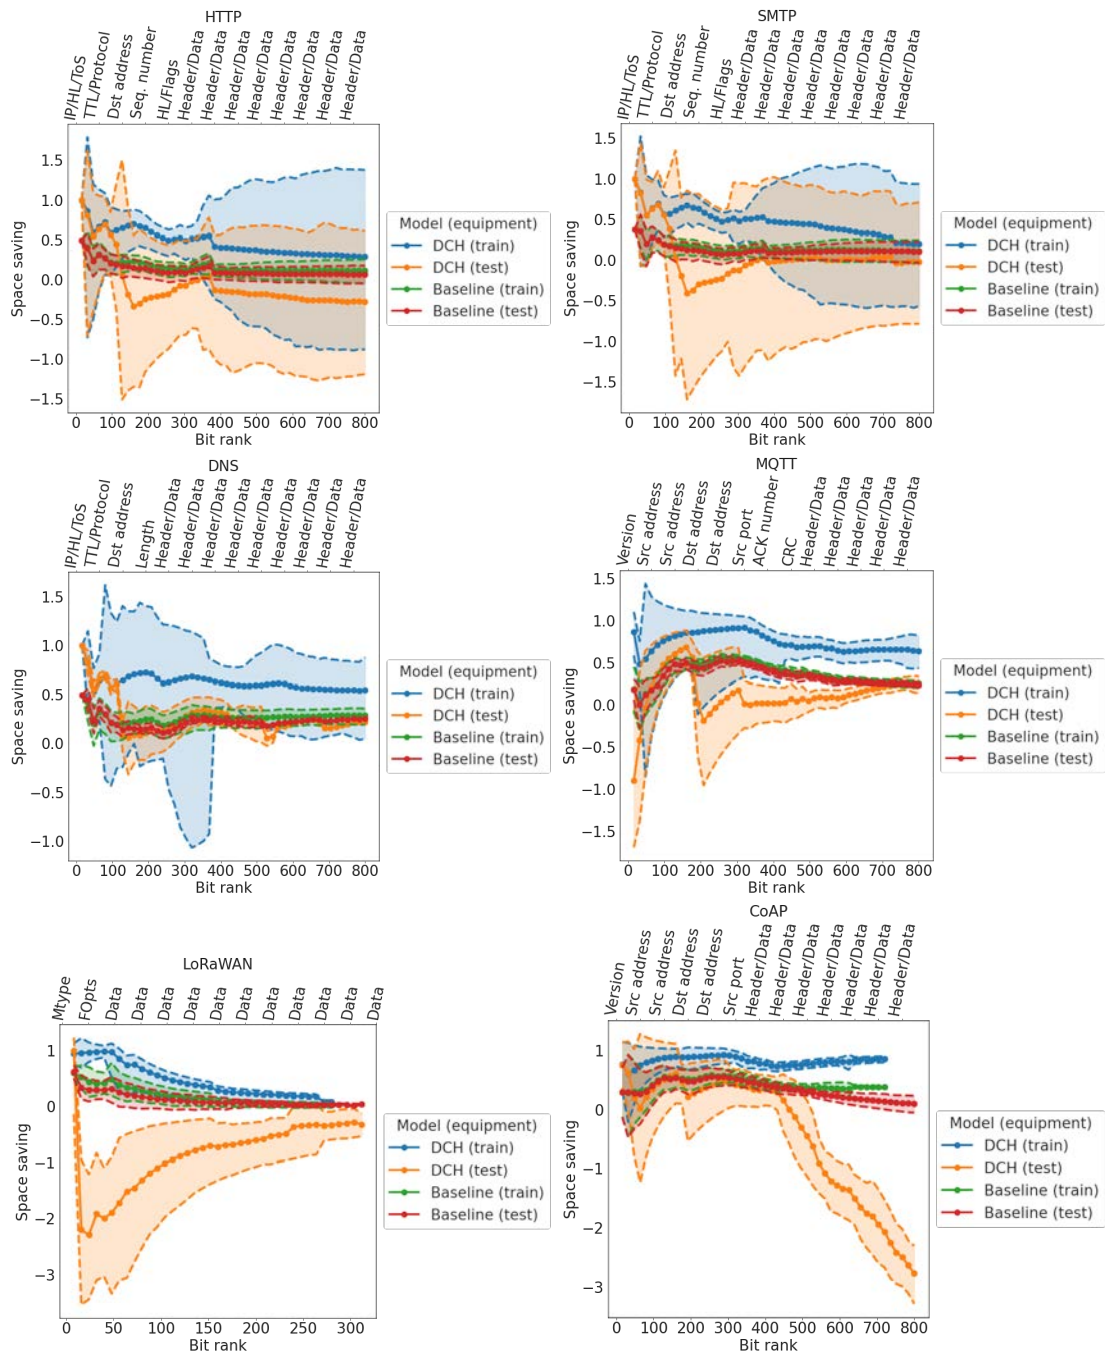 HTTP
IP/HL/ToS
TTL/Protocol
Dst address
Seq. number
HL/Flags
Header/Data
Header/Data
Header/Data
Header/Data
Header/Data
Header/Data
Header/Data
Header/Data
1.5
1.0
0.5
0.0
−0.5
−1.0
−1.5
Space saving
0 100 200 300 400 500 600 700 800
Bit rank
Model (equipment)
DCH (train)
DCH (test)
Baseline (train)
Baseline (test)
SMTP
IP/HL/ToS
TTL/Protocol
Dst address
Seq. number
HL/Flags
Header/Data
Header/Data
Header/Data
Header/Data
Header/Data
Header/Data
Header/Data
Header/Data
1.5
1.0
0.5
0.0
−0.5
−1.0
−1.5
Space saving
0 100 200 300 400 500 600 700 800
Bit rank
Model (equipment)
DCH (train)
DCH (test)
Baseline (train)
Baseline (test)
DNS
IP/HL/ToS
TTL/Protocol
Dst address
Length
Header/Data
Header/Data
Header/Data
Header/Data
Header/Data
Header/Data
Header/Data
Header/Data
Header/Data
1.5
1.0
0.5
0.0
−0.5
−1.0
Space saving
0 100 200 300 400 500 600 700 800
Bit rank
Model (equipment)
DCH (train)
DCH (test)
Baseline (train)
Baseline (test)
MQTT
Version
Src address
Src address
Dst address
Dst address
Src port
ACK number
CRC
Header/Data
Header/Data
Header/Data
Header/Data
Header/Data
1.5
1.0
0.5
0.0
−0.5
−1.0
−1.5
Space saving
0 100 200 300 400 500 600 700 800
Bit rank
Model (equipment)
DCH (train)
DCH (test)
Baseline (train)
Baseline (test)
LoRaWAN
Mtype
FOpts
Data
Data
Data
Data
Data
Data
Data
Data
Data
Data
Data
1
0
−1
−2
−3
Space saving
0 50 100 150 200 250 300
Bit rank
Model (equipment)
DCH (train)
DCH (test)
Baseline (train)
Baseline (test)
CoAP
Version
Src address
Src address
Dst address
Dst address
Src port
Header/Data
Header/Data
Header/Data
Header/Data
Header/Data
Header/Data
Header/Data
1
0
−1
−2
−3
Space saving
0 100 200 300 400 500 600 700 800
Bit rank
Model (equipment)
DCH (train)
DCH (test)
Baseline (train)
Baseline (test)